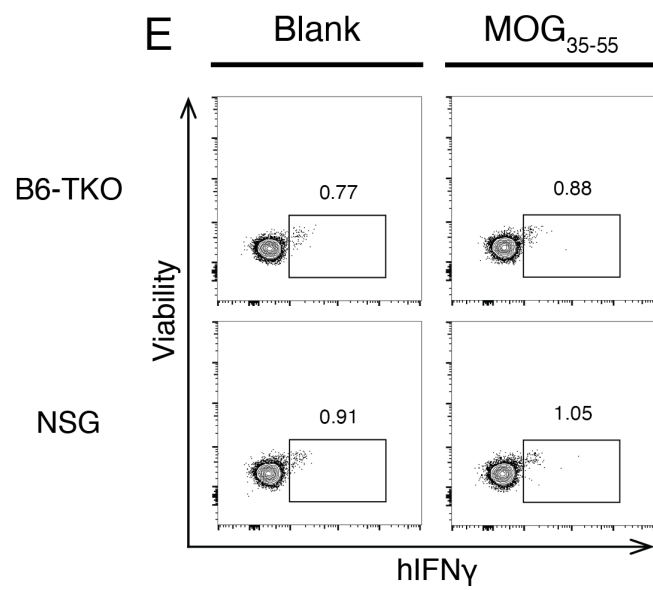 E
Blank
MOG35-55
B6-TKO
0.77
0.88
Viability
NSG
0.91
1.05
hIFNγ